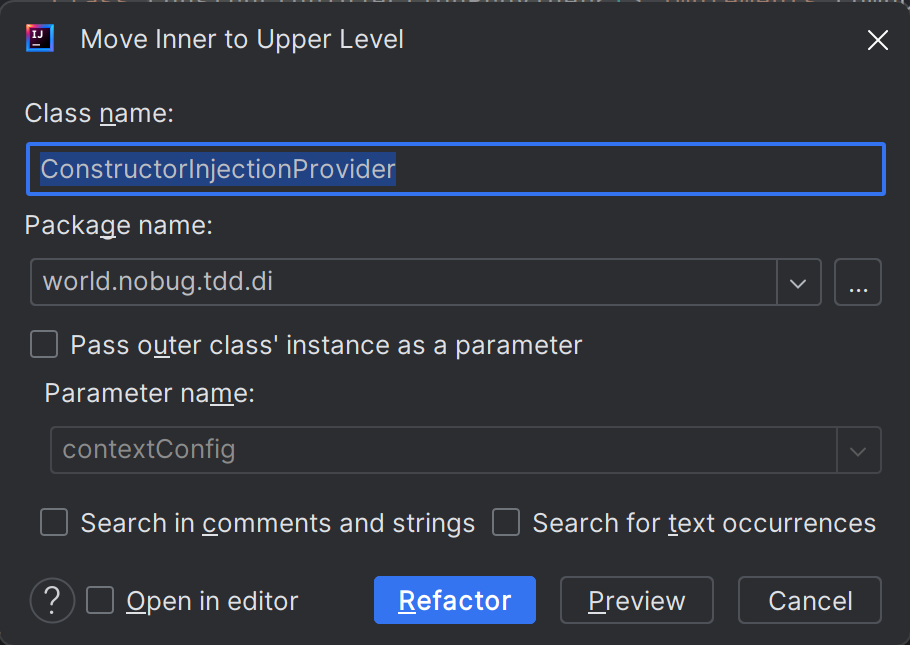 IJ
Move Inner to Upper Level
Class name:
ConstructorInjectionProvider
Package name:
world.nobug.tdd.di
...
Pass outer class' instance as a parameter
Parameter name:
contextConfig
Search in comments and strings Search for text occurrences
? Open in editor Refactor Preview Cancel